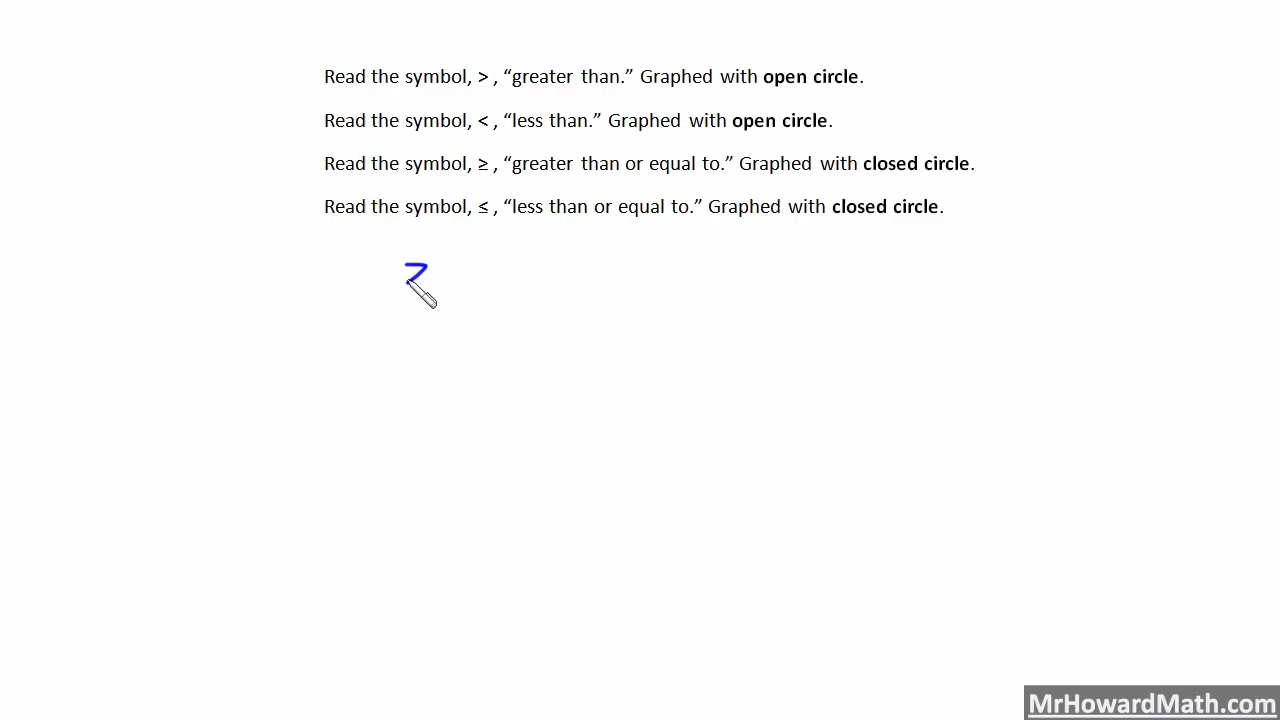 Read the symbol, > , “greater than.” Graphed with open circle.
Read the symbol, < , “less than.” Graphed with open circle.
Read the symbol, ≥ , “greater than or equal to.” Graphed with closed circle.
Read the symbol, ≤ , “less than or equal to.” Graphed with closed circle.
MrHowardMath.com